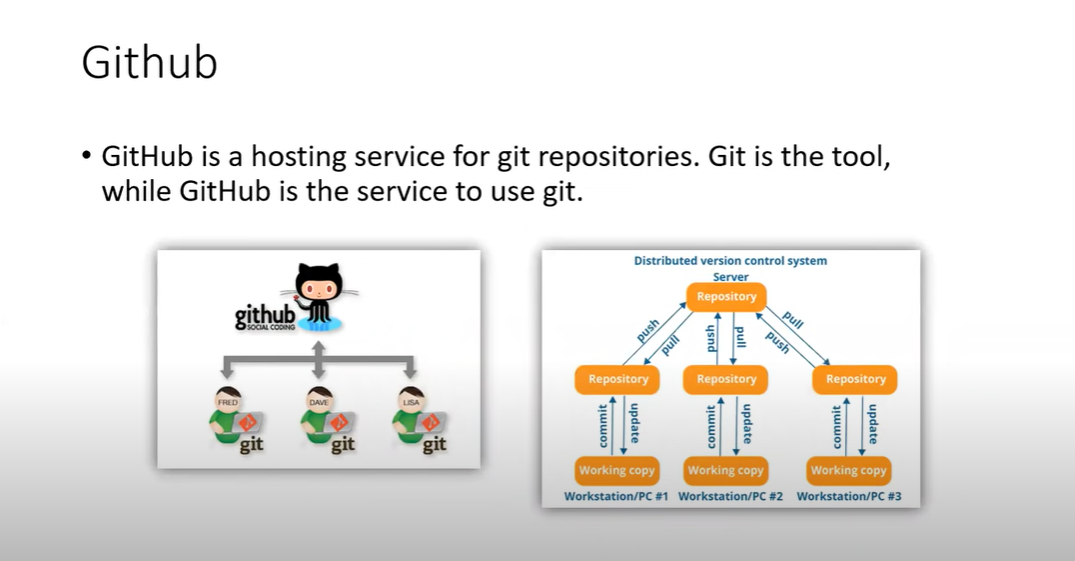 Github
• GitHub is a hosting service for git repositories. Git is the tool,
while GitHub is the service to use git.
github
SOCIAL CODING
FRED
DAVE
LISA
git
git
git
Distributed version control system
Server
Repository
push
pull
push
pull
pull
push
Repository
Repository
Repository
commit
update
commit
update
commit
update
Working copy
Working copy
Working copy
Workstation/PC #1
Workstation/PC #2
Workstation/PC #3